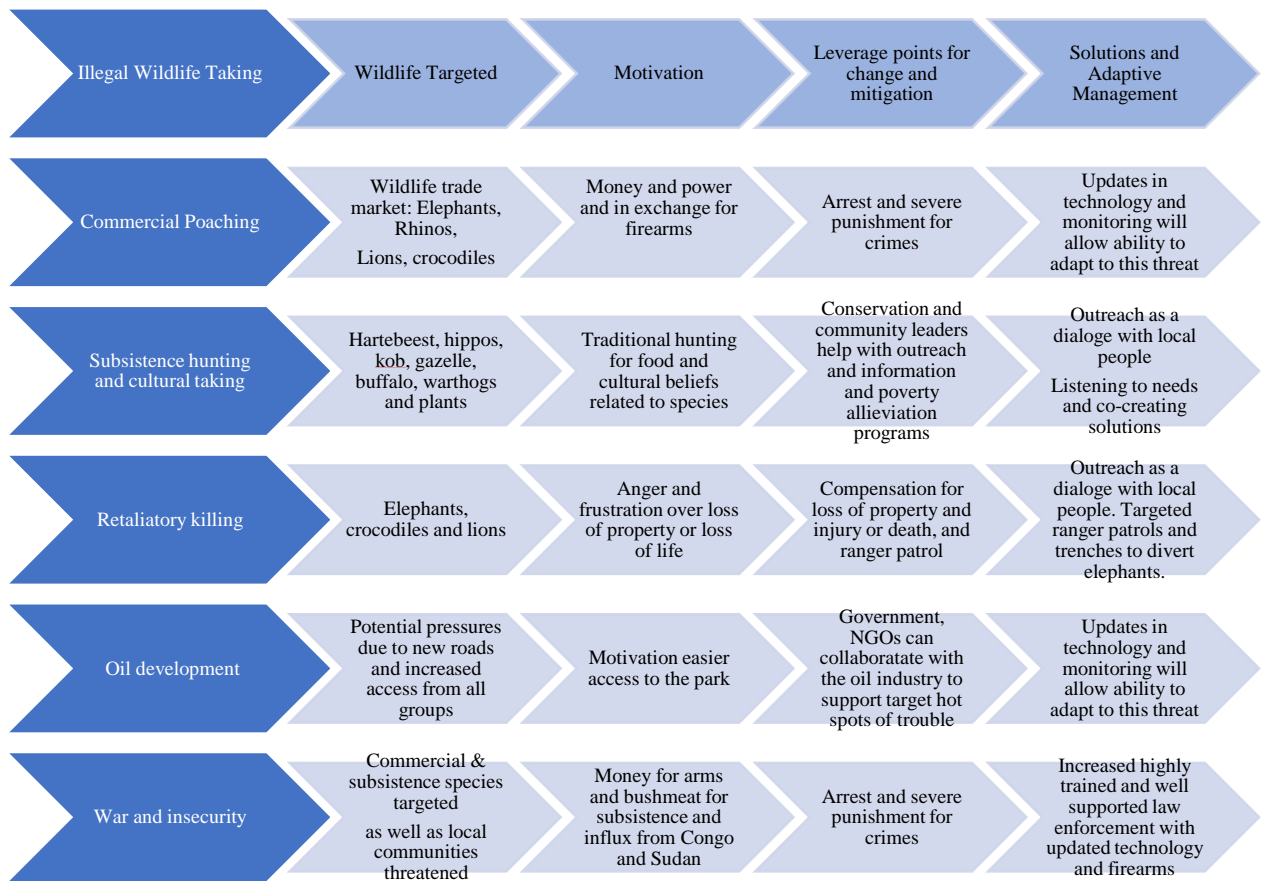 Illegal Wildlife Taking
Wildlife Targeted
Motivation
Leverage points for
change and
mitigation
Solutions and
Adaptive
Management
Commercial Poaching
Wildlife trade
market: Elephants,
Rhinos,
Lions, crocodiles
Money and power
and in exchange for
firearms
Arrest and severe
punishment for
crimes
Updates in
technology and
monitoring will
allow ability to
adapt to this threat
Subsistence hunting
and cultural taking
Hartebeest, hippos,
kob, gazelle,
buffalo, warthogs
and plants
Traditional hunting
for food and
cultural beliefs
related to species
Conservation and
community leaders
help with outreach
and information
and poverty
allieviation
programs
Outreach as a
dialoge with local
people
Listening to needs
and co-creating
solutions
Retaliatory killing
Elephants,
crocodiles and lions
Anger and
frustration over loss
of property or loss
of life
Compensation for
loss of property and
injury or death, and
ranger patrol
Outreach as a
dialoge with local
people. Targeted
ranger patrols and
trenches to divert
elephants.
Oil development
Potential pressures
due to new roads
and increased
access from all
groups
Motivation easier
access to the park
Government,
NGOs can
collaboratate with
the oil industry to
support target hot
spots of trouble
Updates in
technology and
monitoring will
allow ability to
adapt to this threat
War and insecurity
Commercial &
subsistence species
targeted
as well as local
communities
threatened
Money for arms
and bushmeat for
subsistence and
influx from Congo
and Sudan
Arrest and severe
punishment for
crimes
Increased highly
trained and well
supported law
enforcement with
updated technology
and firearms